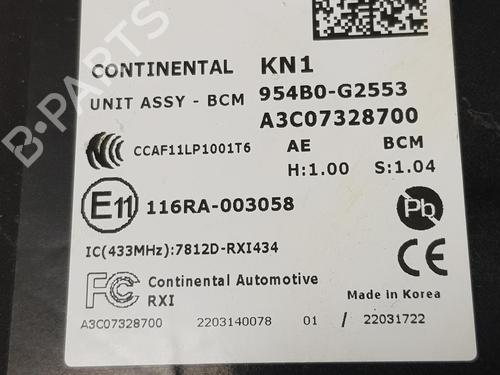 CONTINENTAL KN1
UNIT ASSY - BCM 954B0-G2553
A3C07328700
CCAF11LP1001T6 AE BCM
H:1.00 S:1.04
E11 116RA-003058 Pb
IC(433MHz):7812D-RXI434
FC Continental Automotive CE
RXI Made in Korea
A3C07328700 2203140078 01 / 22031722
B-PARTS